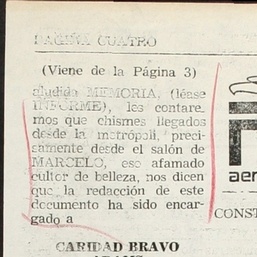 PAGINA CUATRO
(Viene de la Página 3)
aludida MEMORIA, (léase
INFORME), les contare-
mos que chismes llegados
desde la metrópoli, preci-
samente desde el salón de
MARCELO, ese afamado
cultor de belleza, nos dicen
que la redacción de este
documento ha sido encar-
gado a
CARIDAD BRAVO
aer
CONST